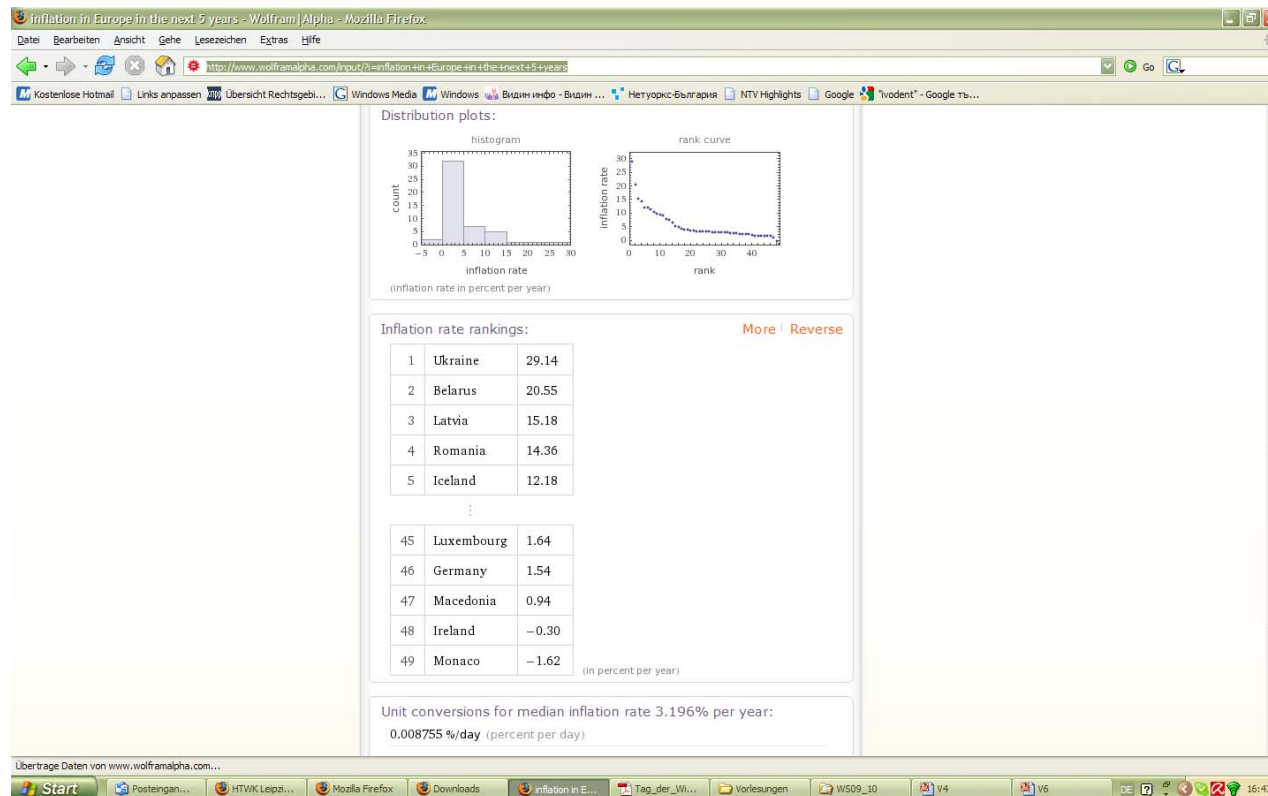 inflation in Europe in the next 5 years - Wolfram|Alpha - Mozilla Firefox
Datei Bearbeiten Ansicht Gehe Lesezeichen Extras Hilfe
http://www.wolframalpha.com/input/?i=inflation+in+Europe+in+the+next+5+years Go
Kostenlose Hotmail Links anpassen Übersicht Rechtsgebi... Windows Media Windows Видин инфо - Видин ... Нетуоркс-България NTV Highlights Google "ivodent" - Google тъ...
Distribution plots:
histogram
35
30
25
20
15
10
5
0
count
-5 0 5 10 15 20 25 30
inflation rate
rank curve
30
25
20
15
10
5
0
inflation rate
0 10 20 30 40
rank
(inflation rate in percent per year)
Inflation rate rankings: More | Reverse
1 Ukraine 29.14
2 Belarus 20.55
3 Latvia 15.18
4 Romania 14.36
5 Iceland 12.18
⋮
45 Luxembourg 1.64
46 Germany 1.54
47 Macedonia 0.94
48 Ireland −0.30
49 Monaco −1.62
(in percent per year)
Unit conversions for median inflation rate 3.196% per year:
0.008755 %/day (percent per day)
Übertrage Daten von www.wolframalpha.com...
Start Posteingan... HTWK Leipzi... Mozilla Firefox Downloads inflation in E... Tag_der_Wi... Vorlesungen WS09_10 V4 V6 DE